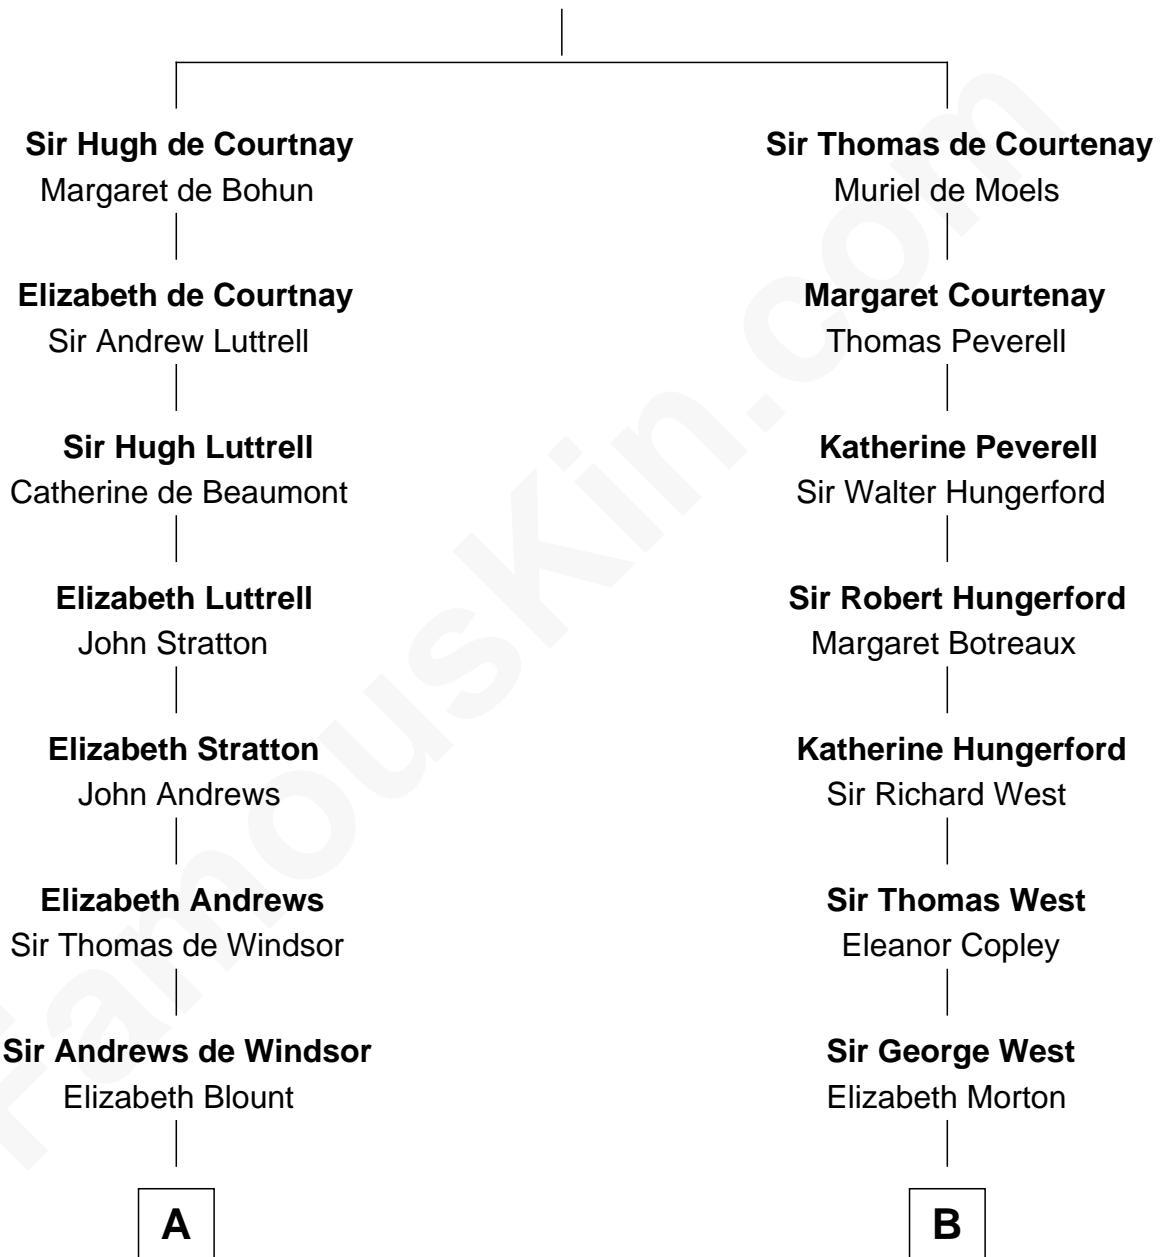 Sir Hugh de Courtnay
Margaret de Bohun
Elizabeth de Courtnay
Sir Andrew Luttrell
Sir Hugh Luttrell
Catherine de Beaumont
Elizabeth Luttrell
John Stratton
Elizabeth Stratton
John Andrews
Elizabeth Andrews
Sir Thomas de Windsor
Sir Andrews de Windsor
Elizabeth Blount
A
Sir Thomas de Courtenay
Muriel de Moels
Margaret Courtenay
Thomas Peverell
Katherine Peverell
Sir Walter Hungerford
Sir Robert Hungerford
Margaret Botreaux
Katherine Hungerford
Sir Richard West
Sir Thomas West
Eleanor Copley
Sir George West
Elizabeth Morton
B
FamousKin.com